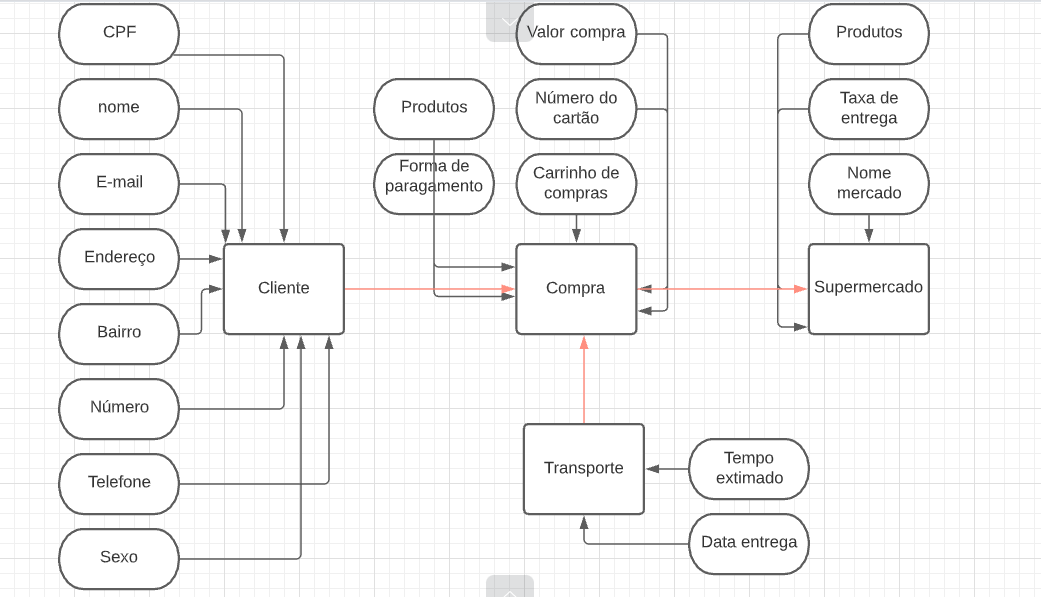 CPF
nome
E-mail
Endereço
Bairro
Número
Telefone
Sexo
Cliente
Produtos
Forma de
paragamento
Valor compra
Número do
cartão
Carrinho de
compras
Compra
Produtos
Taxa de
entrega
Nome
mercado
Supermercado
Transporte
Tempo
extimado
Data entrega